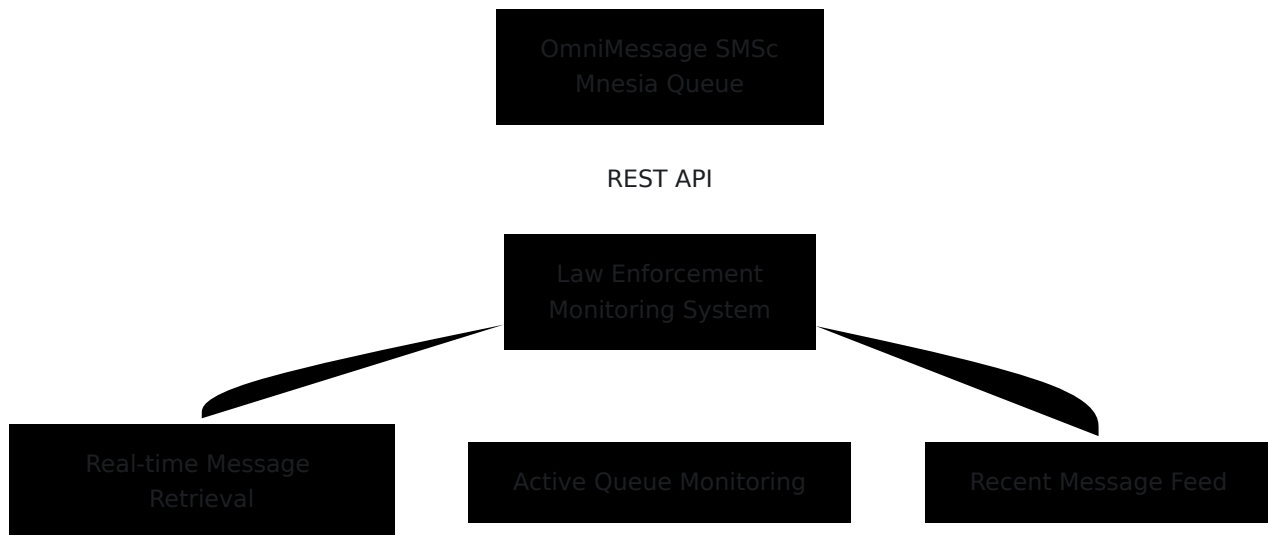 OmniMessage SMSc
Mnesia Queue
REST API
Law Enforcement
Monitoring System
Real-time Message
Retrieval
Active Queue Monitoring
Recent Message Feed